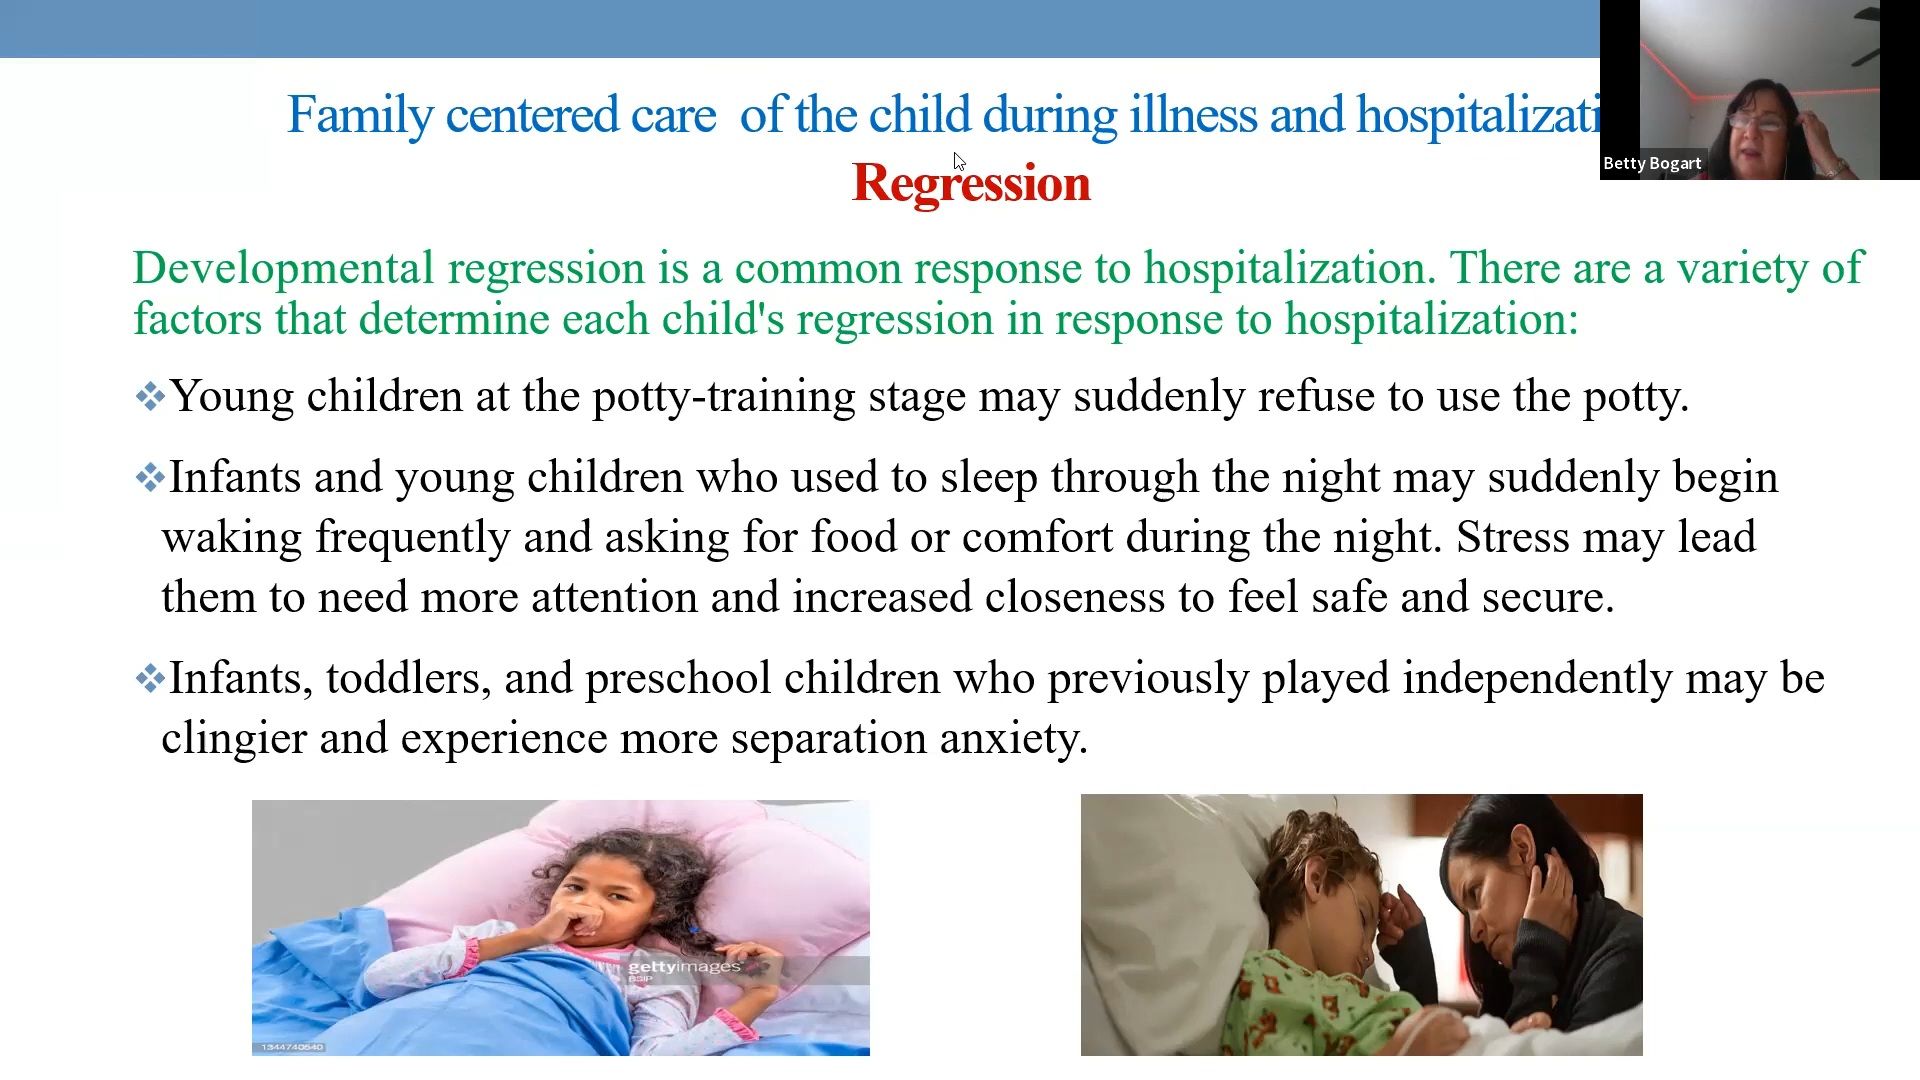 Family centered care of the child during illness and hospitalizati
Betty Bogart
Regression
Developmental regression is a common response to hospitalization. There are a variety of
factors that determine each child's regression in response to hospitalization:
Young children at the potty-training stage may suddenly refuse to use the potty.
Infants and young children who used to sleep through the night may suddenly begin
waking frequently and asking for food or comfort during the night. Stress may lead
them to need more attention and increased closeness to feel safe and secure.
Infants, toddlers, and preschool children who previously played independently may be
clingier and experience more separation anxiety.
gettyimages
BSIP
1344740540